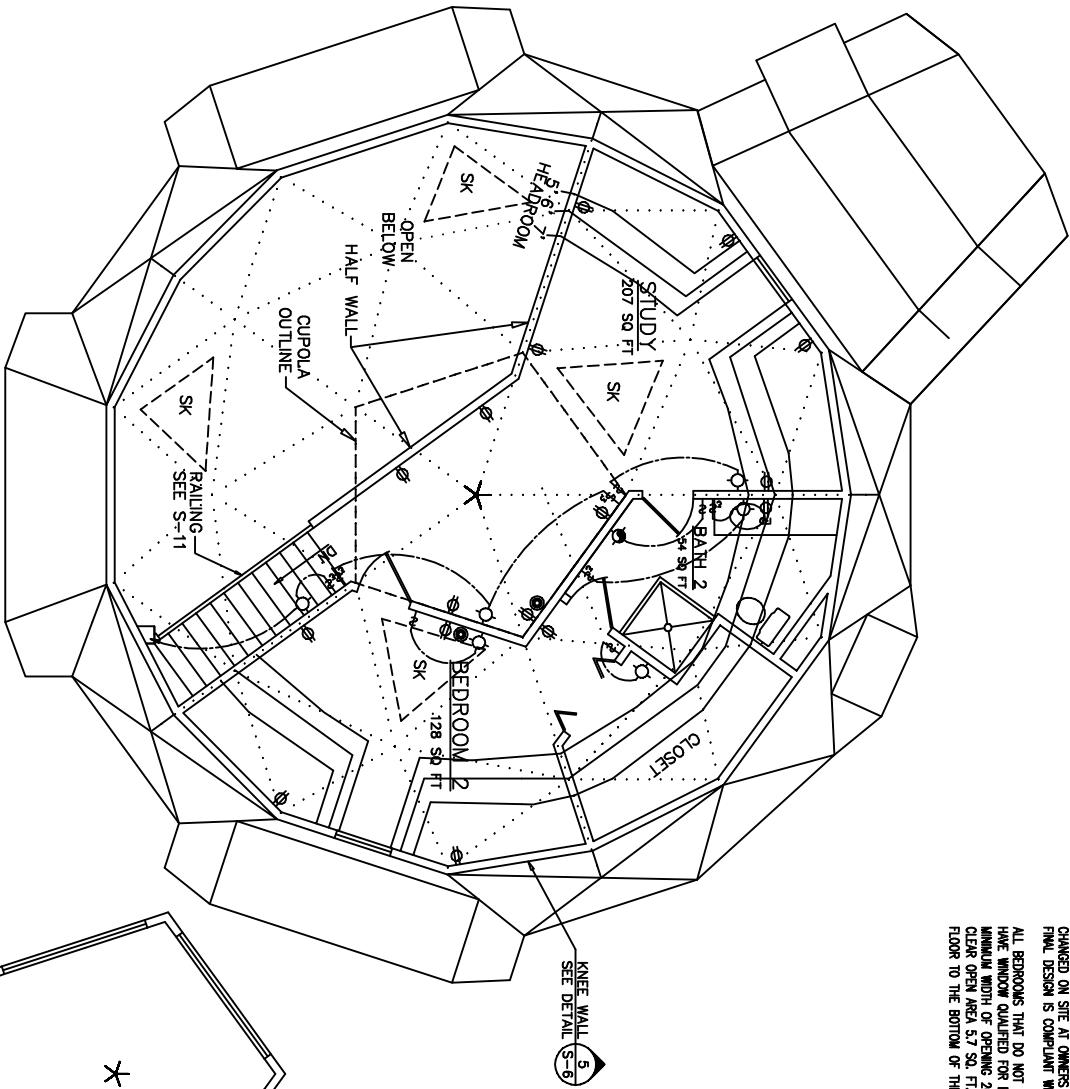 CHANGED ON SITE AT OWNERS
FINAL DESIGN IS COMPLIANT
ALL BEDROOMS THAT DO NOT
HAVE WINDOW QUALIFIED FOR
MINIMUM WIDTH OF OPENING 2
CLEAR OPEN AREA 5.7 SQ. FT.
FLOOR TO THE BOTTOM OF
KNEE WALL
SEE DETAIL
5
S-6
CLOSET
BATH 2
54 SQ FT
STUDY
207 SQ FT
BEDROOM 2
128 SQ FT
5' 6' 7'
HEADROOM
SK
OPEN
BELOW
HALF WALL
CUPOLA
OUTLINE
SK
SK
SK
DN
RAILING
SEE S-11